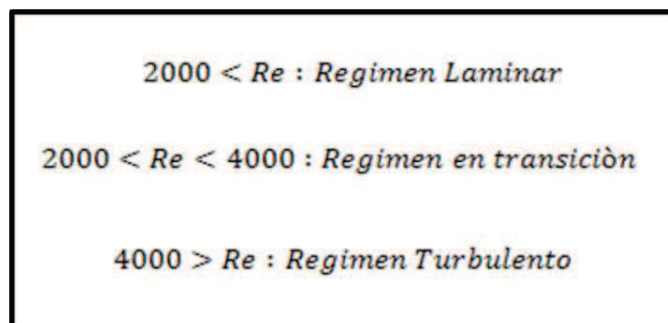 2000 < Re : Regimen Laminar
2000 < Re < 4000 : Regimen en transiciòn
4000 > Re : Regimen Turbulento